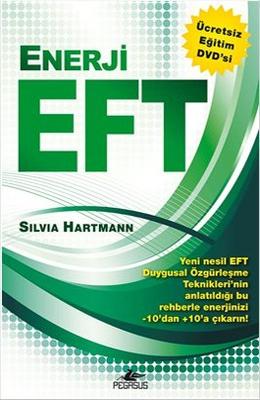 Ücretsiz
Eğitim
DVD'si
ENERJİ
EFT
SILVIA HARTMANN
Yeni nesil EFT
Duygusal Özgürleşme
Teknikleri'nin
anlatıldığı bu
rehberle enerjinizi
-10'dan +10'a çıkarın!
PEGASUS